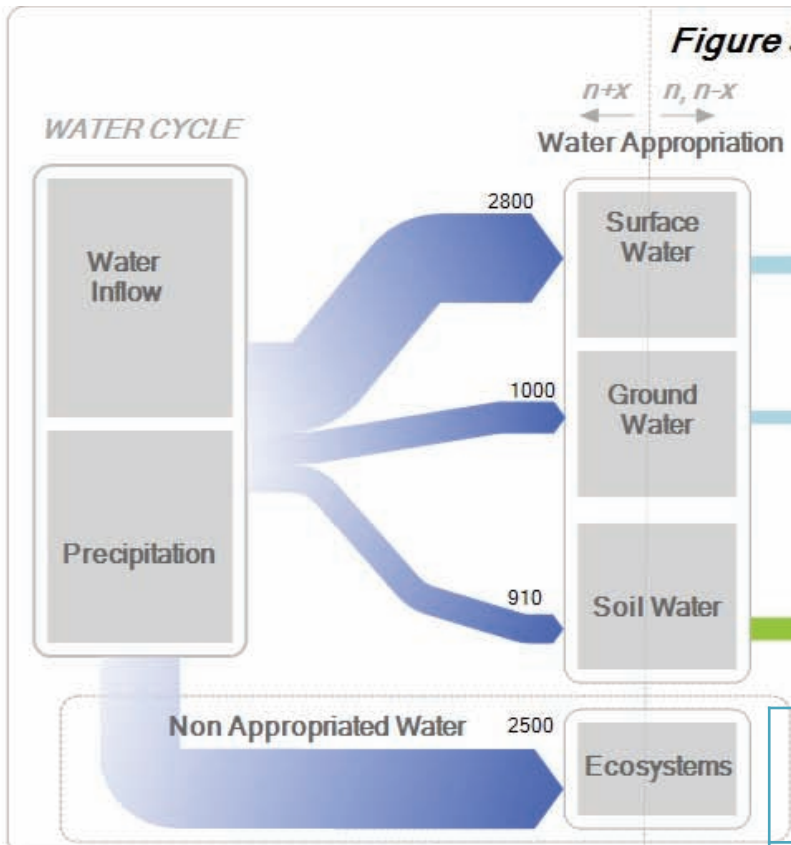 Figure
n+x
n, n-x
WATER CYCLE
Water Appropriation
2800
Surface
Water
Water
Inflow
1000
Ground
Water
Precipitation
910
Soil Water
Non Appropriated Water
2500
Ecosystems